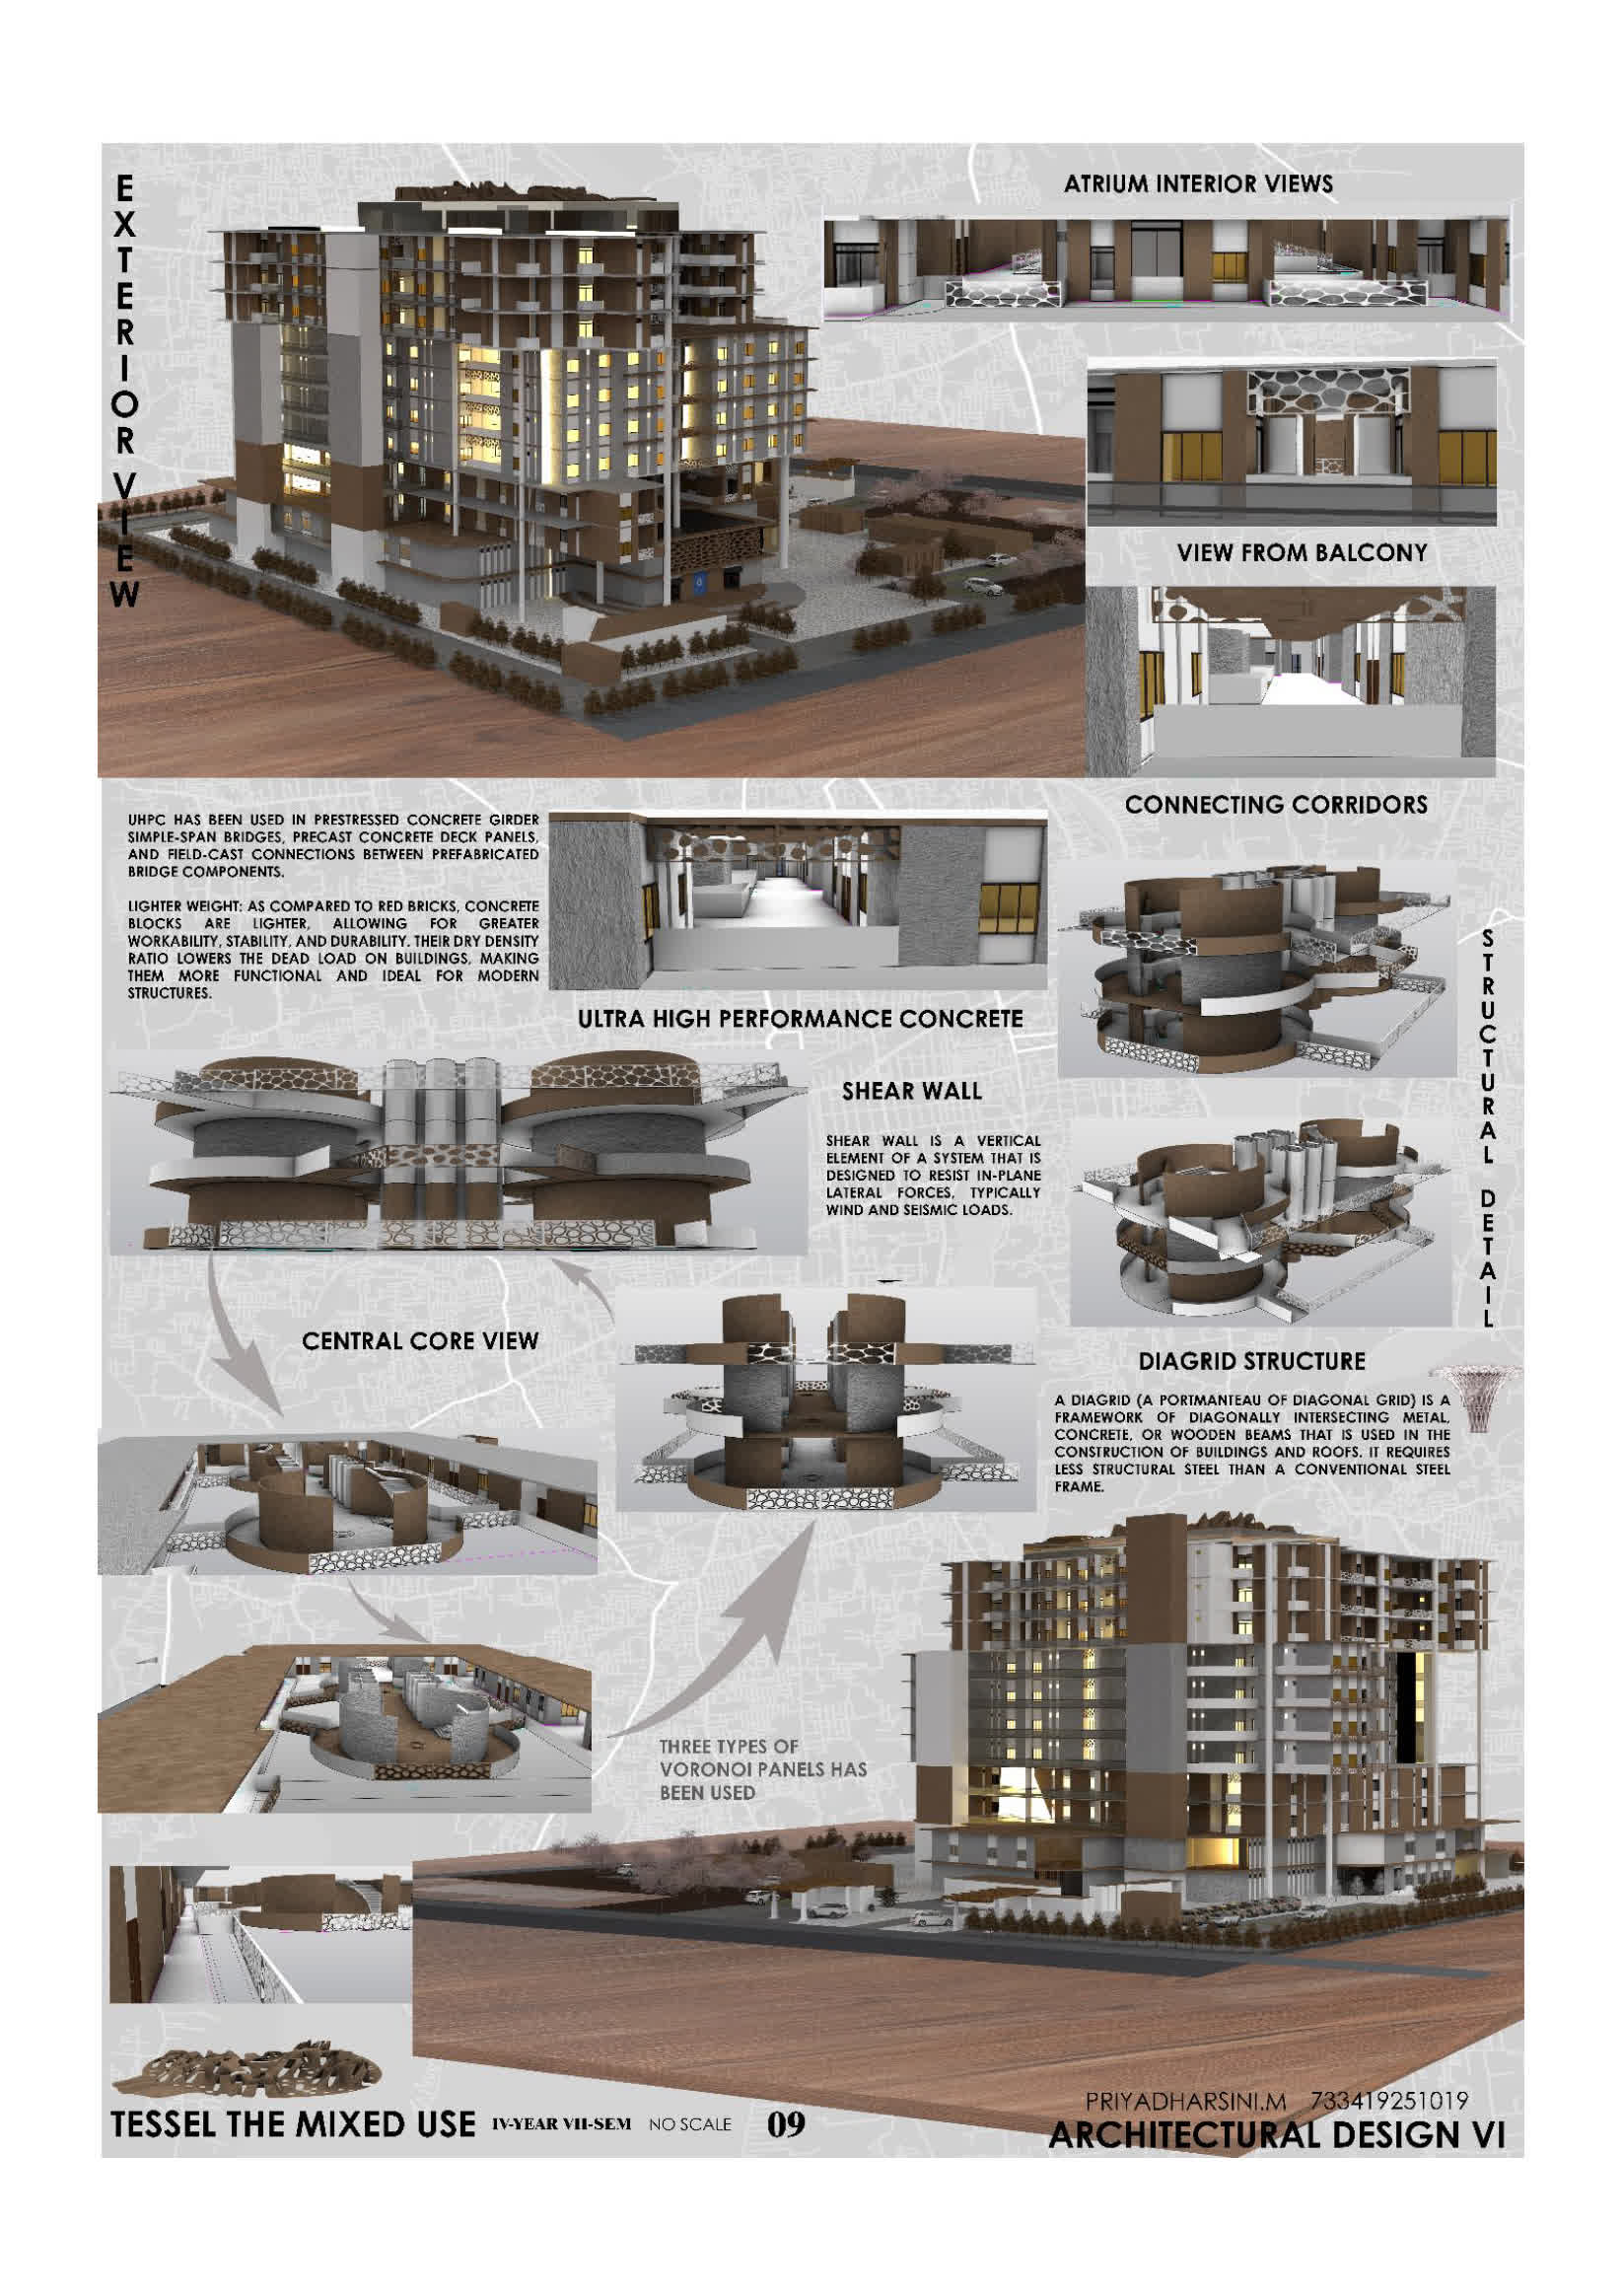 EXTERIOR VIEW
ATRIUM INTERIOR VIEWS
VIEW FROM BALCONY
CONNECTING CORRIDORS
UHPC HAS BEEN USED IN PRESTRESSED CONCRETE GIRDER
SIMPLE-SPAN BRIDGES, PRECAST CONCRETE DECK PANELS,
AND FIELD-CAST CONNECTIONS BETWEEN PREFABRICATED
BRIDGE COMPONENTS.
LIGHTER WEIGHT: AS COMPARED TO RED BRICKS, CONCRETE
BLOCKS ARE LIGHTER, ALLOWING FOR GREATER
WORKABILITY, STABILITY, AND DURABILITY. THEIR DRY DENSITY
RATIO LOWERS THE DEAD LOAD ON BUILDINGS, MAKING
THEM MORE FUNCTIONAL AND IDEAL FOR MODERN
STRUCTURES.
ULTRA HIGH PERFORMANCE CONCRETE
STRUCTURAL DETAIL
SHEAR WALL
SHEAR WALL IS A VERTICAL
ELEMENT OF A SYSTEM THAT IS
DESIGNED TO RESIST IN-PLANE
LATERAL FORCES, TYPICALLY
WIND AND SEISMIC LOADS.
CENTRAL CORE VIEW
DIAGRID STRUCTURE
A DIAGRID (A PORTMANTEAU OF DIAGONAL GRID) IS A
FRAMEWORK OF DIAGONALLY INTERSECTING METAL,
CONCRETE, OR WOODEN BEAMS THAT IS USED IN THE
CONSTRUCTION OF BUILDINGS AND ROOFS. IT REQUIRES
LESS STRUCTURAL STEEL THAN A CONVENTIONAL STEEL
FRAME.
THREE TYPES OF
VORONOI PANELS HAS
BEEN USED
TESSEL THE MIXED USE IV-YEAR VII-SEM NO SCALE 09
PRIYADHARSINI.M 733419251019
ARCHITECTURAL DESIGN VI